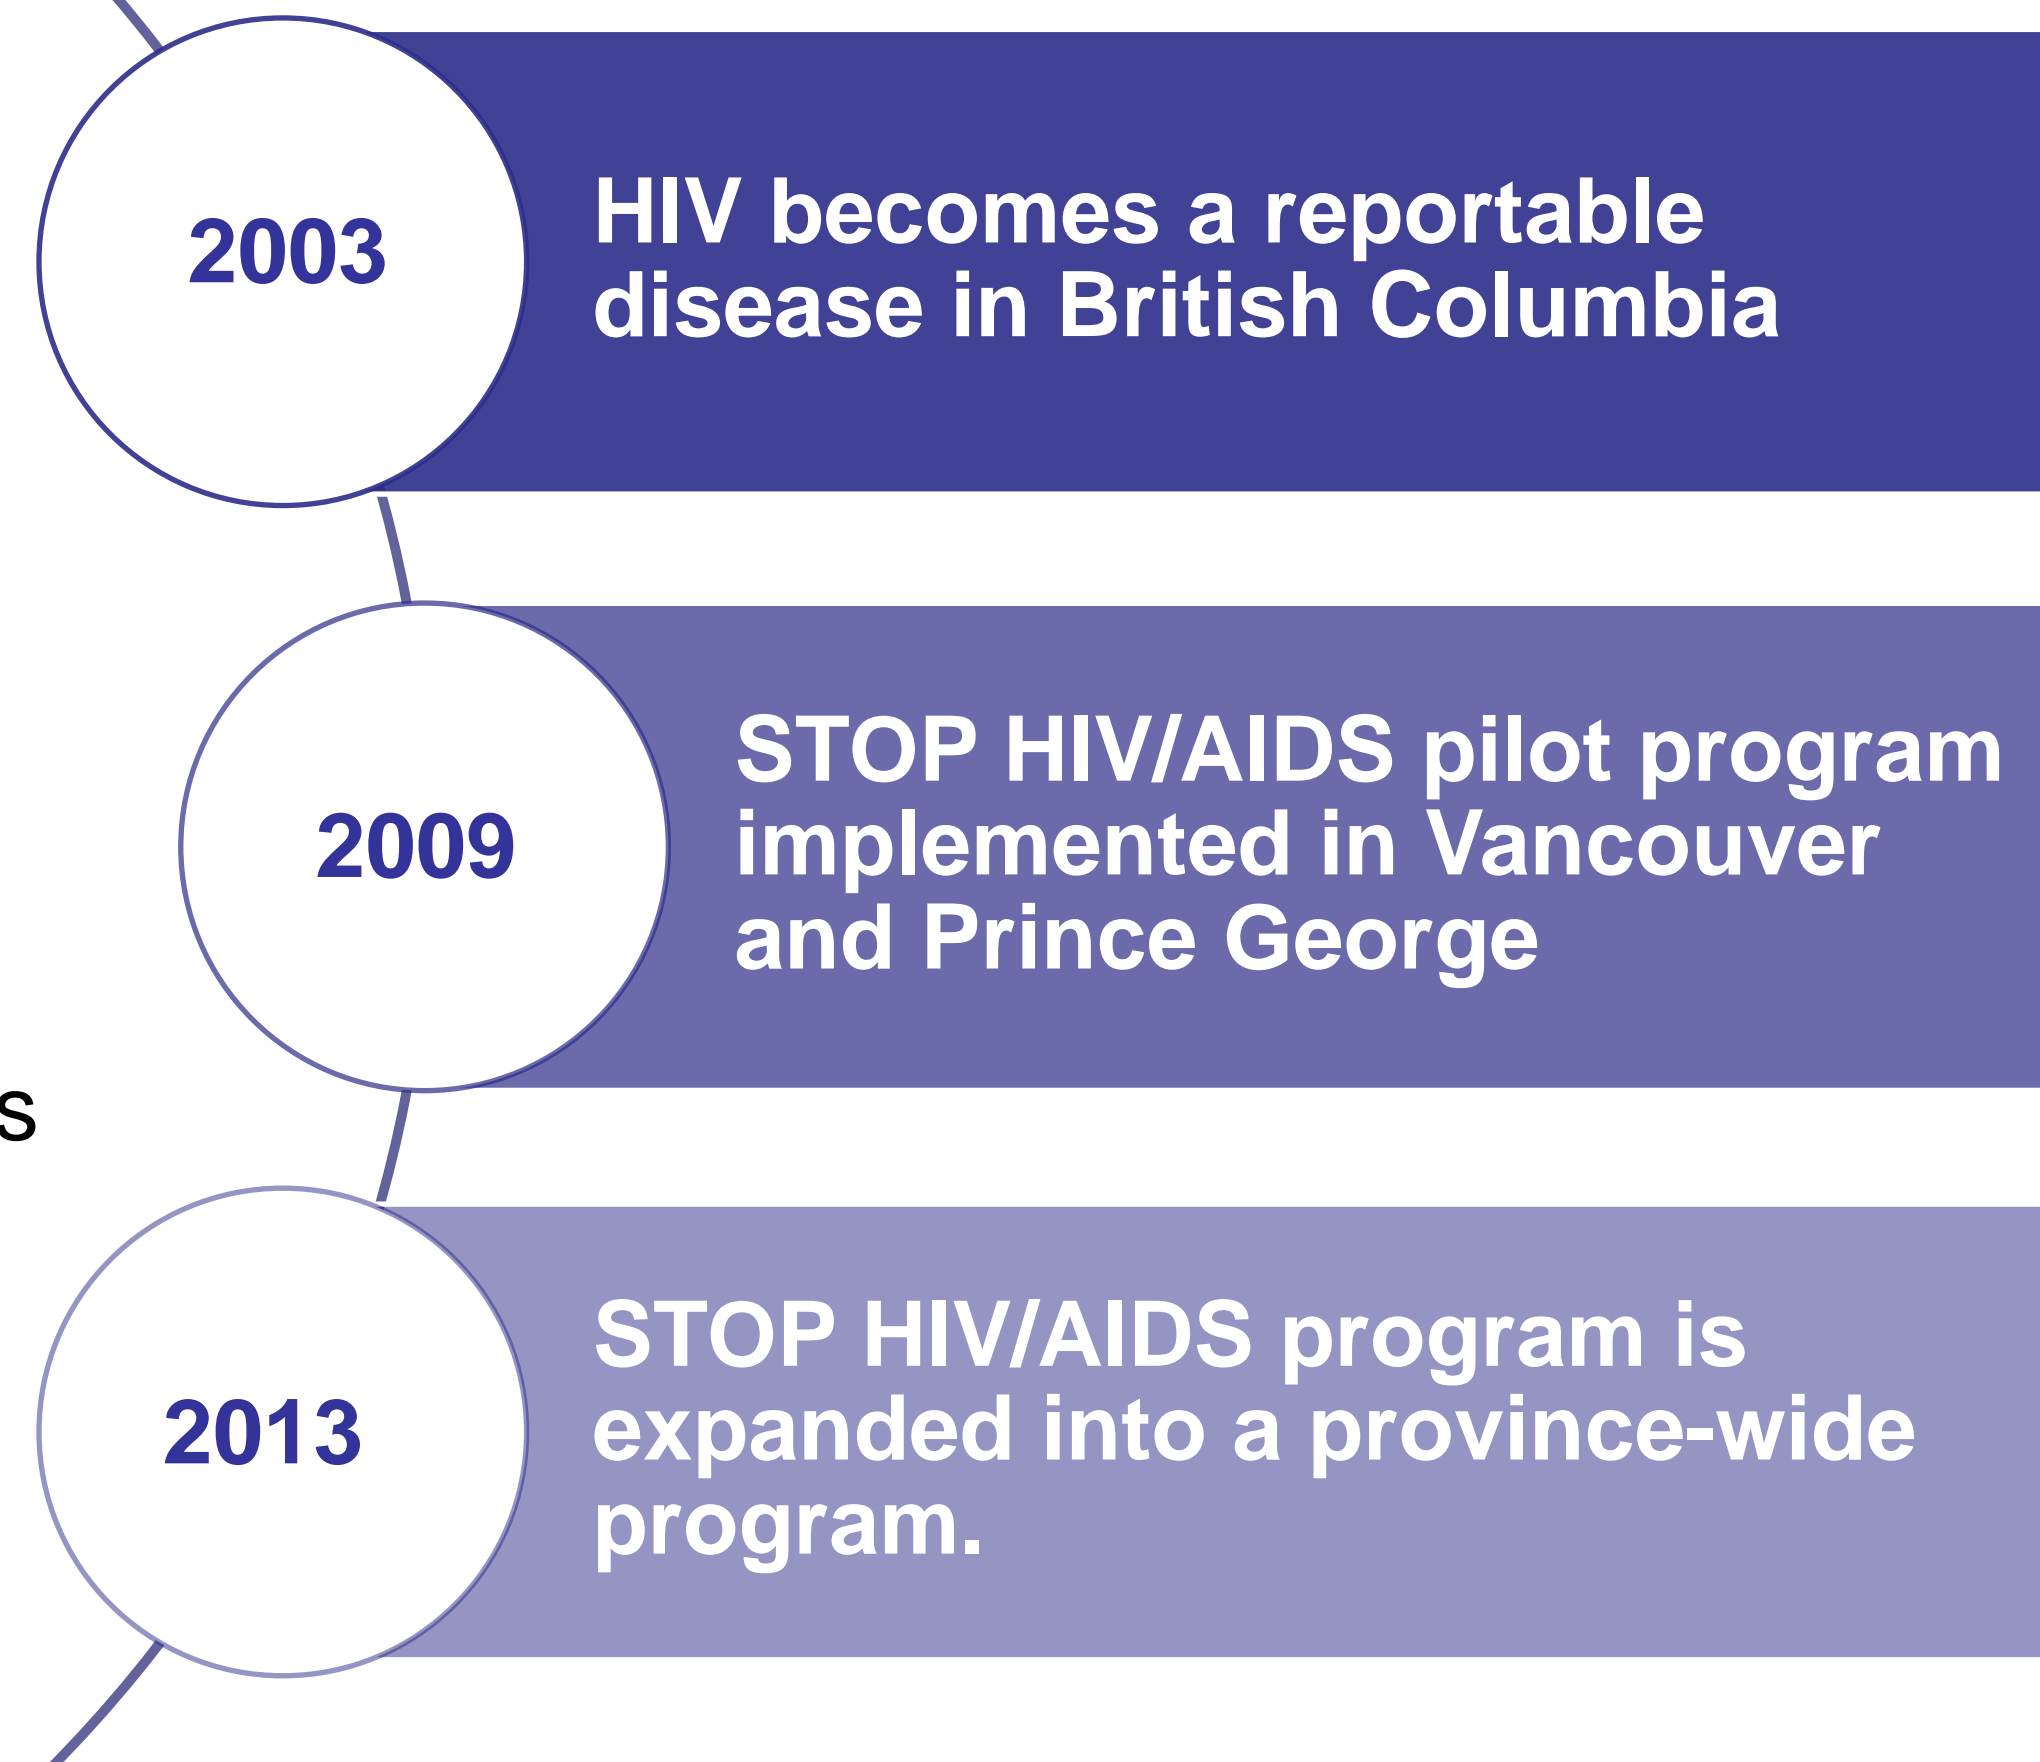 2003
HIV becomes a reportable
disease in British Columbia
2009
STOP HIV/AIDS pilot program
implemented in Vancouver
and Prince George
s
2013
STOP HIV/AIDS program is
expanded into a province-wide
program.